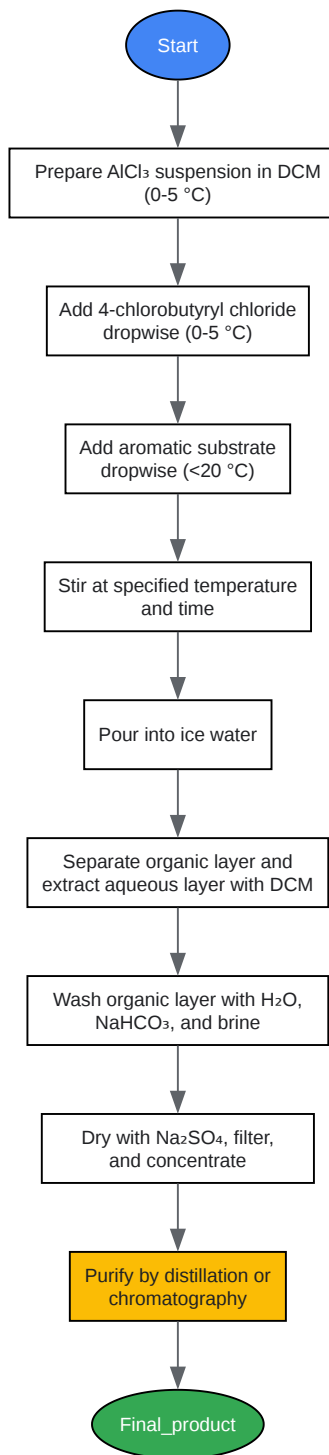 Start
Prepare AlCl₃ suspension in DCM
(0-5 °C)
Add 4-chlorobutyryl chloride
dropwise (0-5 °C)
Add aromatic substrate
dropwise (<20 °C)
Stir at specified temperature
and time
Pour into ice water
Separate organic layer and
extract aqueous layer with DCM
Wash organic layer with H₂O,
NaHCO₃, and brine
Dry with Na₂SO₄, filter,
and concentrate
Purify by distillation or
chromatography
Final_product